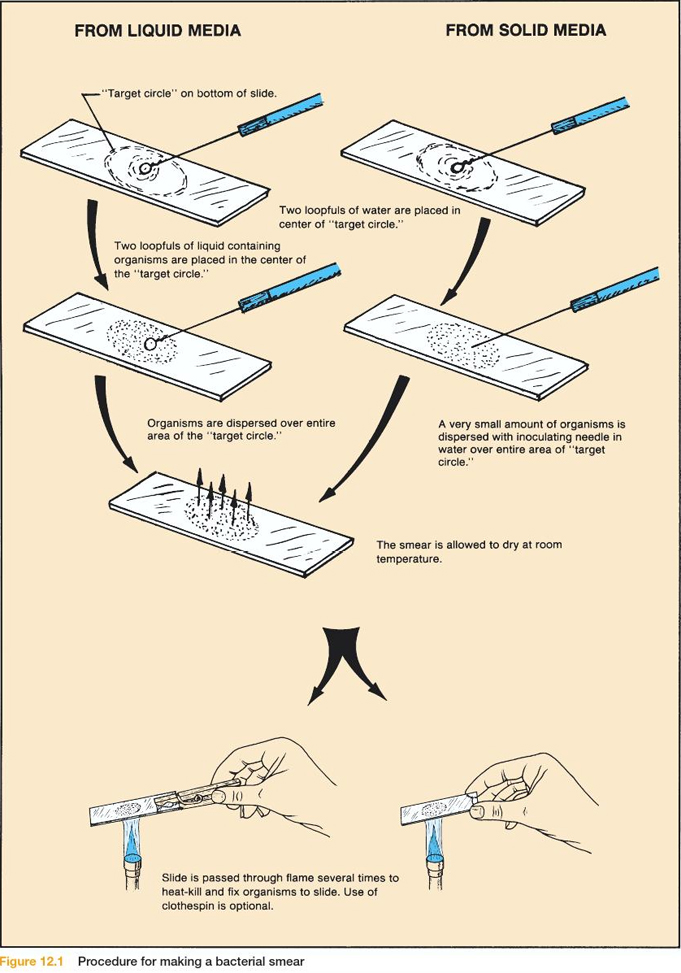 FROM LIQUID MEDIA
FROM SOLID MEDIA
"Target circle" on bottom of slide.
Two loopfuls of water are placed in
center of "target circle."
Two loopfuls of liquid containing
organisms are placed in the center of
the "target circle."
Organisms are dispersed over entire
area of the "target circle."
A very small amount of organisms is
dispersed with inoculating needle in
water over entire area of "target
circle."
The smear is allowed to dry at room
temperature.
Slide is passed through flame several times to
heat-kill and fix organisms to slide. Use of
clothespin is optional.
Figure 12.1 Procedure for making a bacterial smear